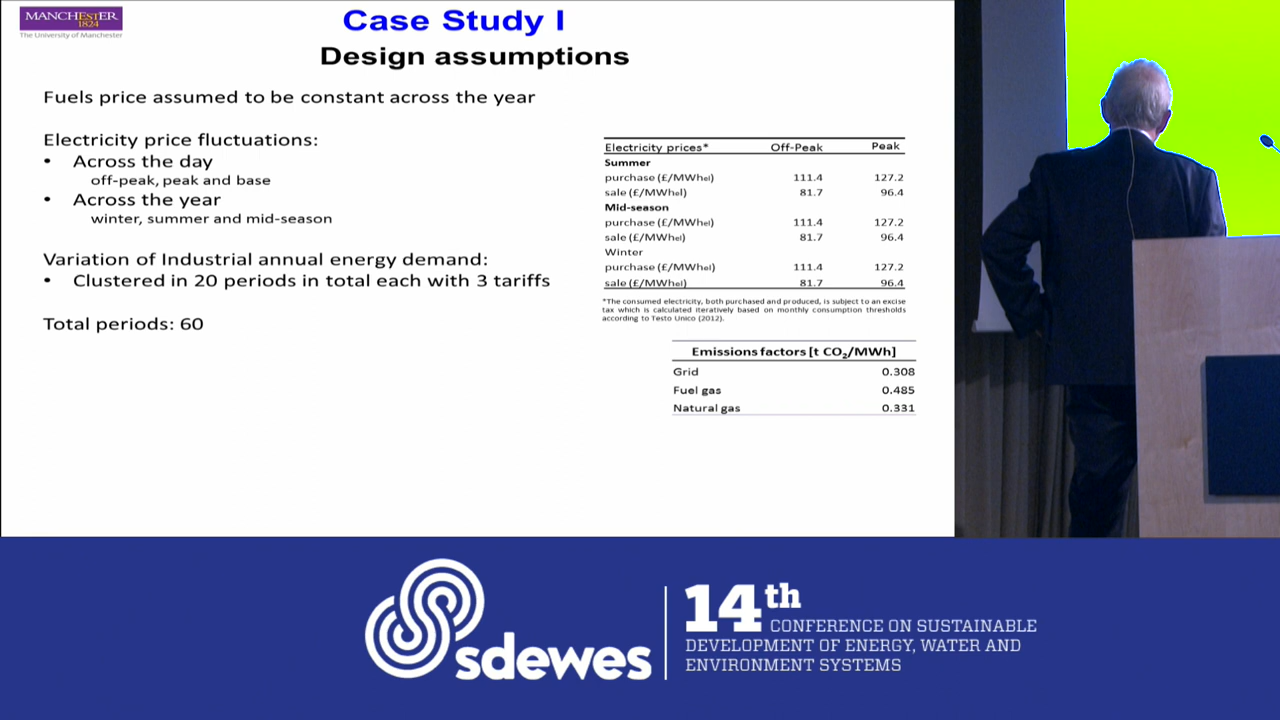 MANCHESTER
1824
The University of Manchester
Case Study I
Design assumptions
Fuels price assumed to be constant across the year
Electricity price fluctuations:
• Across the day
off-peak, peak and base
• Across the year
winter, summer and mid-season
Variation of Industrial annual energy demand:
• Clustered in 20 periods in total each with 3 tariffs
Total periods: 60
Electricity prices* Off-Peak Peak
Summer
purchase (£/MWhel) 111.4 127.2
sale (£/MWhel) 81.7 96.4
Mid-season
purchase (£/MWhel) 111.4 127.2
sale (£/MWhel) 81.7 96.4
Winter
purchase (£/MWhel) 111.4 127.2
sale (£/MWhel) 81.7 96.4
*The consumed electricity, both purchased and produced, is subject to an excise
tax which is calculated iteratively based on monthly consumption thresholds
according to Testo Unico (2012).
Emissions factors [t CO2/MWh]
Grid 0.308
Fuel gas 0.485
Natural gas 0.331
sdewes
14th
CONFERENCE ON SUSTAINABLE
DEVELOPMENT OF ENERGY, WATER AND
ENVIRONMENT SYSTEMS